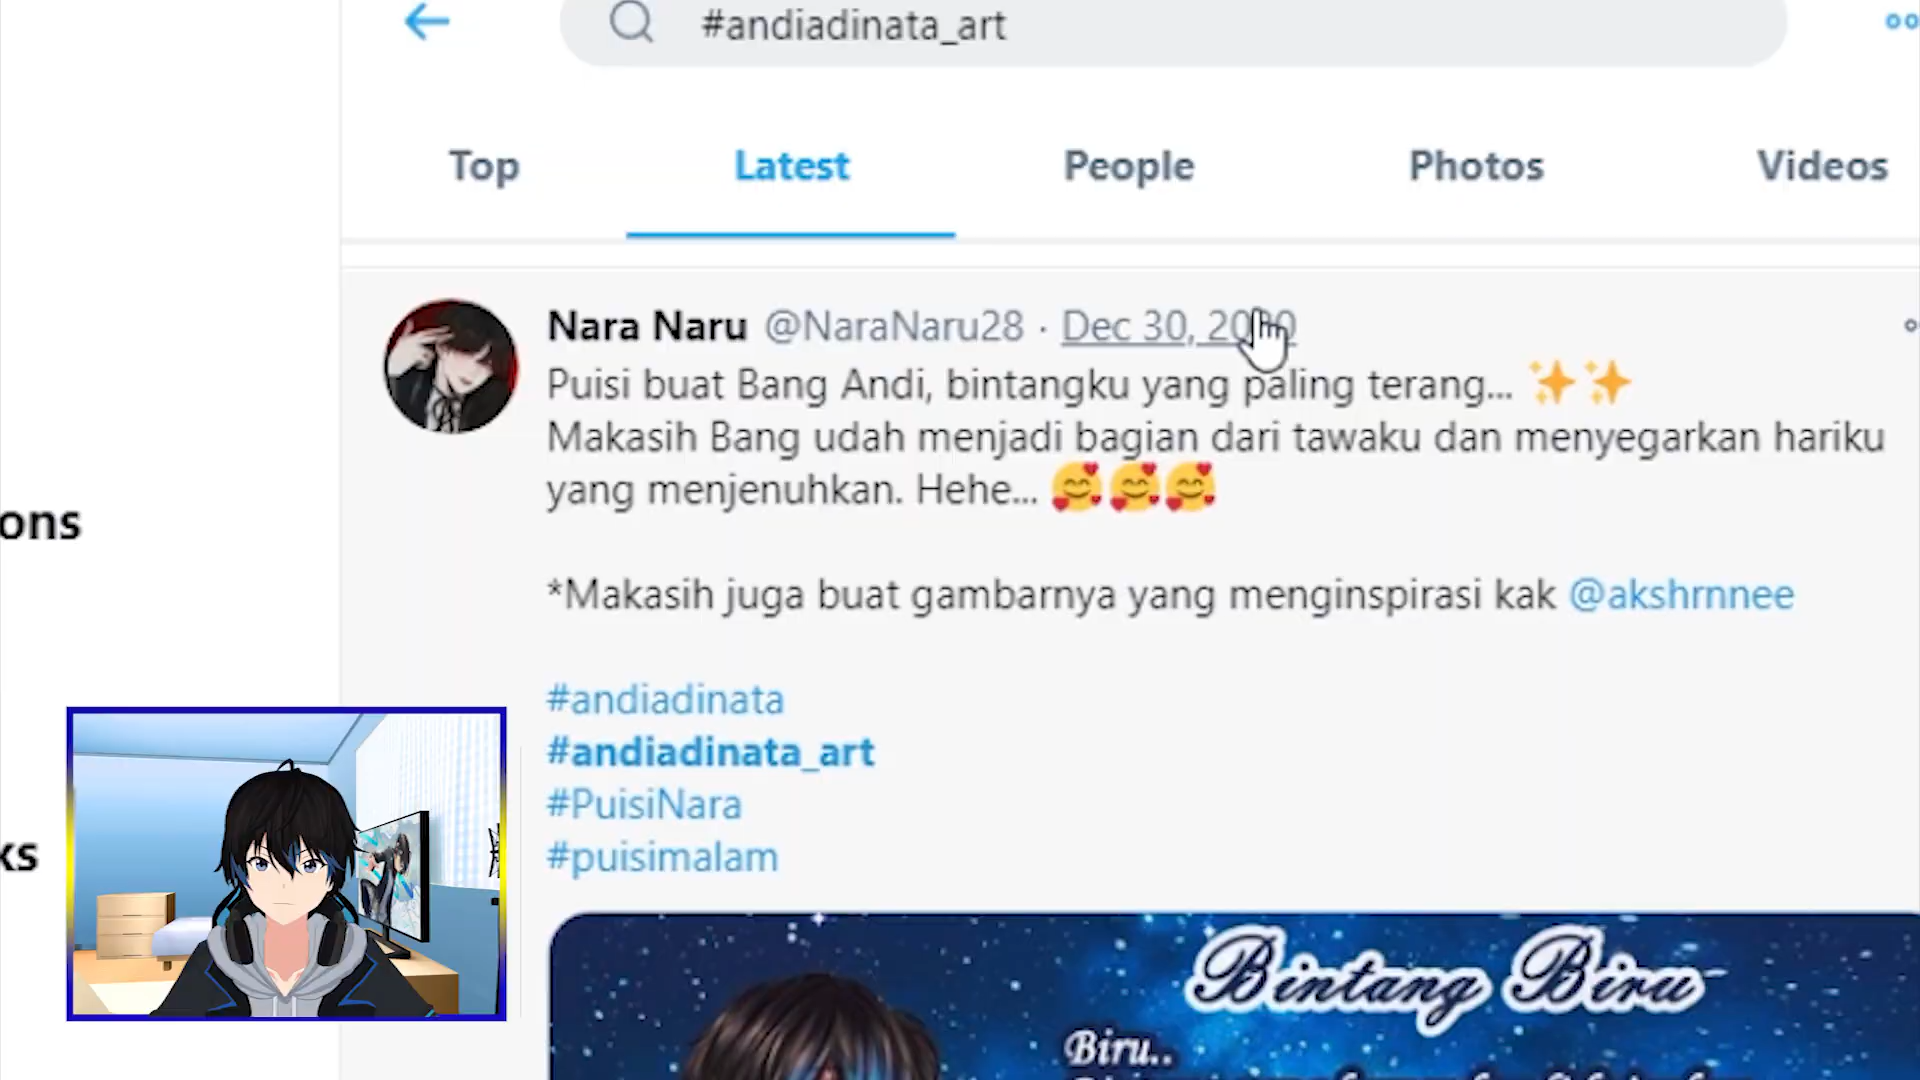 #andiadinata_art
Top
Latest
People
Photos
Videos
Nara Naru @NaraNaru28 · Dec 30, 2020
Puisi buat Bang Andi, bintangku yang paling terang... ✨✨
Makasih Bang udah menjadi bagian dari tawaku dan menyegarkan hariku
yang menjenuhkan. Hehe... 🥰🥰🥰
*Makasih juga buat gambarnya yang menginspirasi kak @akshrnnee
#andiadinata
#andiadinata_art
#PuisiNara
#puisimalam
ons
ks
Bintang Biru
Biru..